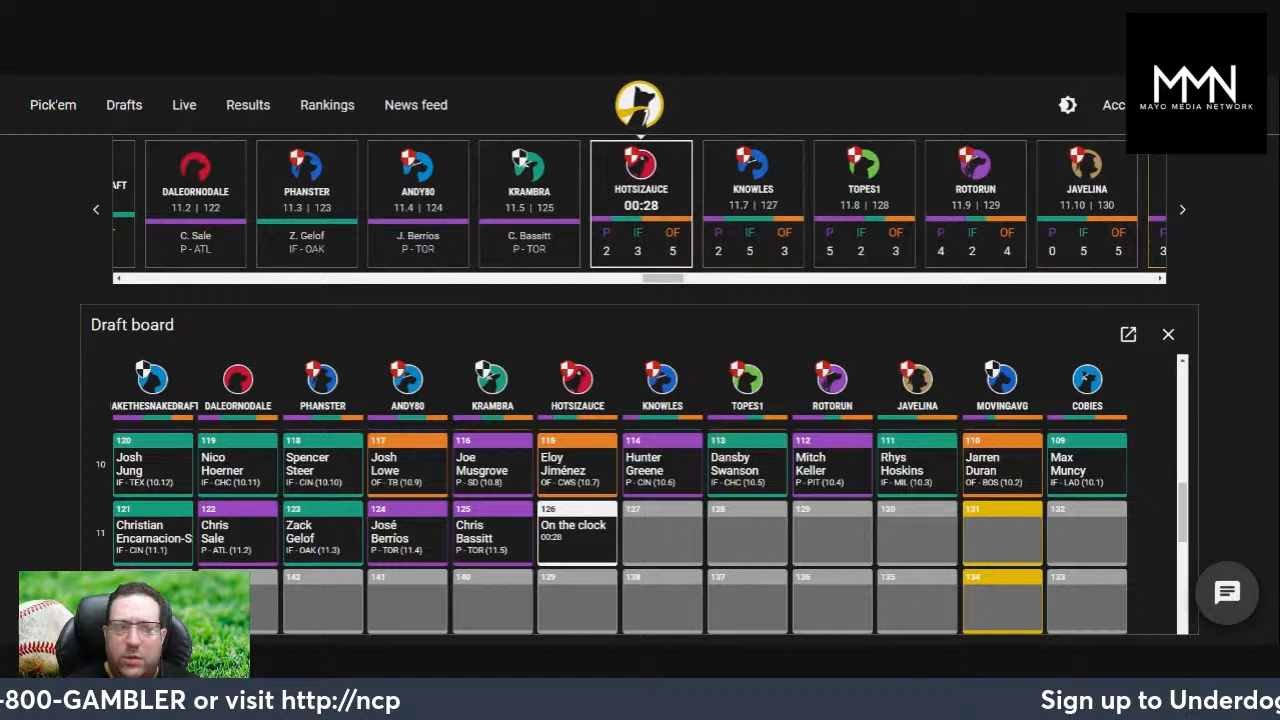 MAYO MEDIA NETWORK
Pick'em Drafts Live Results Rankings News feed Acc
AFT DALEORNODALE PHANSTER ANDY80 KRAMBRA HOTSIZAUCE KNOWLES TOPES1 ROTORUN JAVELINA
11.2 | 122 11.3 | 123 11.4 | 124 11.5 | 125 00:28 11.7 | 127 11.8 | 128 11.9 | 129 11.10 | 130
C. Sale Z. Gelof J. Berríos C. Bassitt P IF OF P IF OF P IF OF P IF OF P IF OF
P - ATL IF - OAK P - TOR P - TOR 2 3 5 2 5 3 5 2 3 4 2 4 0 5 5 3
Draft board
AKETHESNAKEDRAFT DALEORNODALE PHANSTER ANDY80 KRAMBRA HOTSIZAUCE KNOWLES TOPES1 ROTORUN JAVELINA MOVINGAVG COBIES
120 119 118 117 116 115 114 113 112 111 110 109
10
Josh Nico Spencer Josh Joe Eloy Hunter Dansby Mitch Rhys Jarren Max
Jung Hoerner Steer Lowe Musgrove Jiménez Greene Swanson Keller Hoskins Duran Muncy
IF - TEX (10.12) IF - CHC (10.11) IF - CIN (10.10) OF - TB (10.9) P - SD (10.8) OF - CWS (10.7) P - CIN (10.6) IF - CHC (10.5) P - PIT (10.4) IF - MIL (10.3) OF - BOS (10.2) IF - LAD (10.1)
121 122 123 124 125 126 127 128 129 130 131 132
11
Christian Chris Zack José Chris On the clock
Encarnacion-S Sale Gelof Berríos Bassitt 00:28
IF - CIN (11.1) P - ATL (11.2) IF - OAK (11.3) P - TOR (11.4) P - TOR (11.5)
142 141 140 139 138 137 136 135 134 133
-800-GAMBLER or visit http://ncp Sign up to Underdog